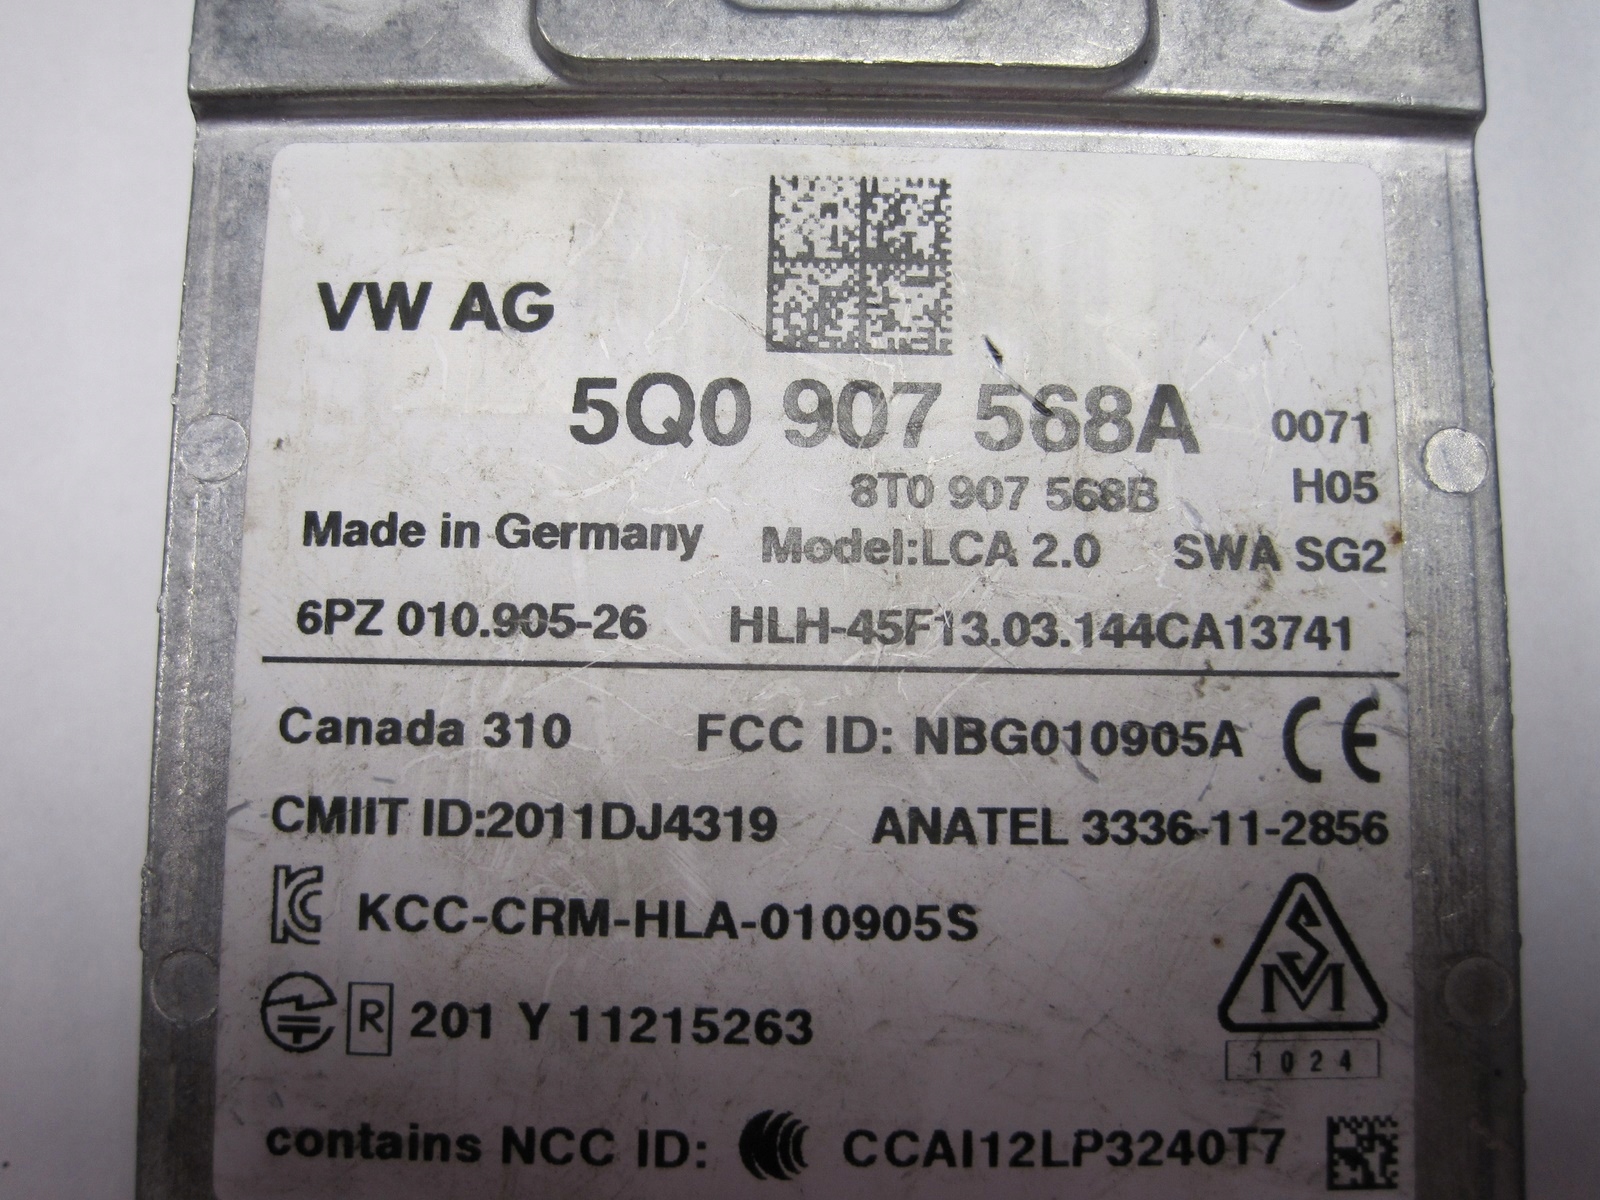 VW AG
5Q0 907 568A 0071
8T0 907 568B H05
Made in Germany Model:LCA 2.0 SWA SG2
6PZ 010.905-26 HLH-45F13.03.144CA13741
Canada 310 FCC ID: NBG010905A CE
CMIIT ID:2011DJ4319 ANATEL 3336-11-2856
KC KCC-CRM-HLA-010905S
R 201 Y 11215263
SM
1024
contains NCC ID: CCAI12LP3240T7